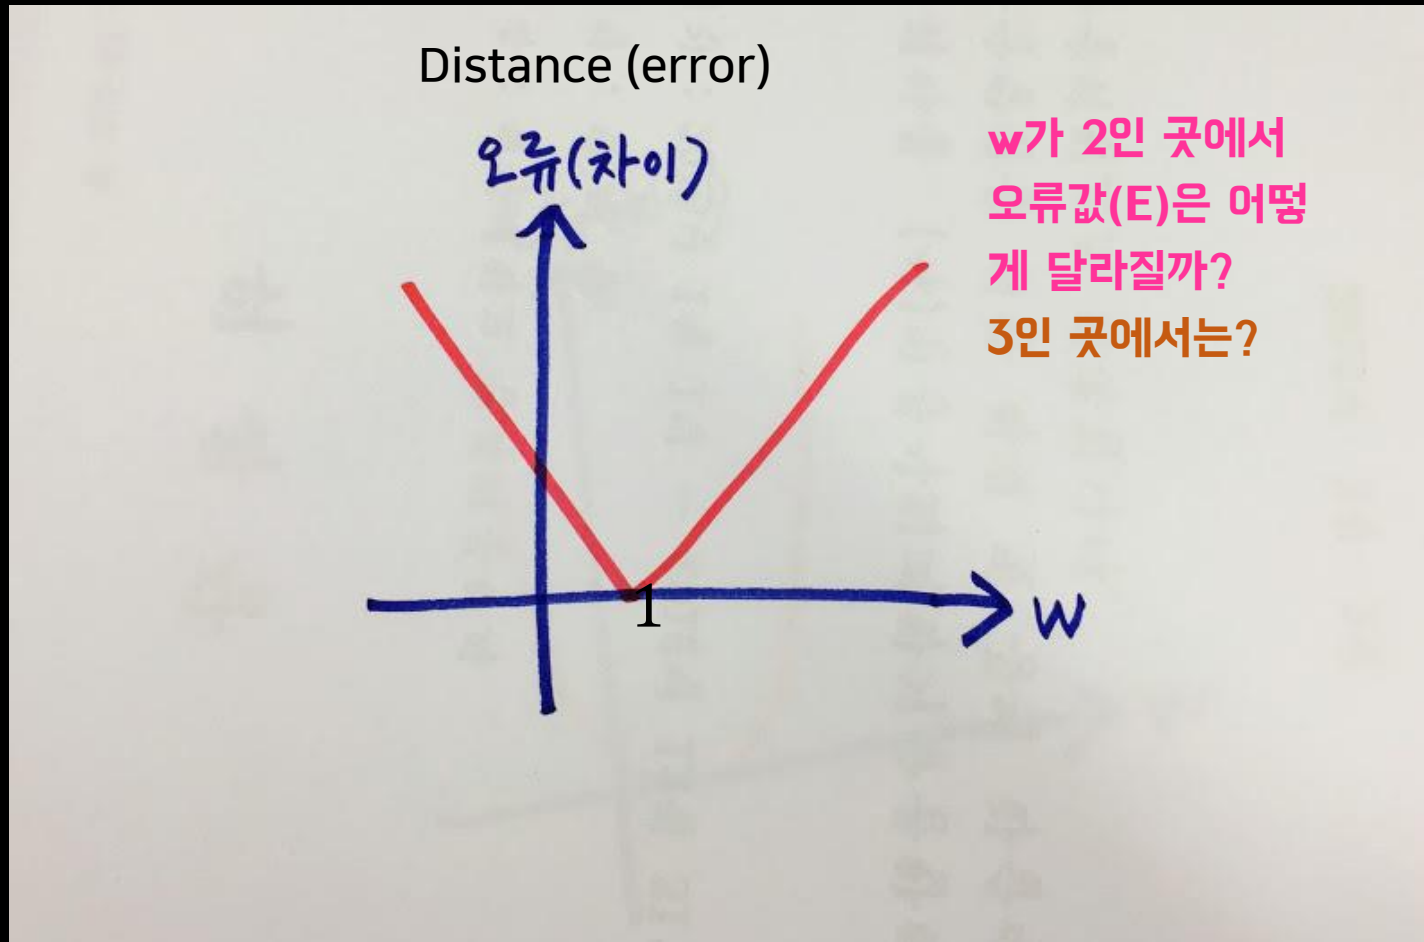 Distance (error)
오류(차이)
w가 2인 곳에서
오류값(E)은 어떻
게 달라질까?
3인 곳에서는?
1
W